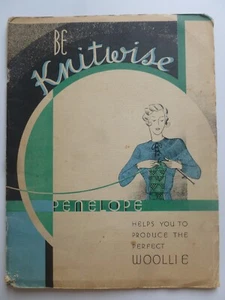 BE
Knitwise
PENELOPE
HELPS YOU TO
PRODUCE THE
PERFECT
WOOLLIE